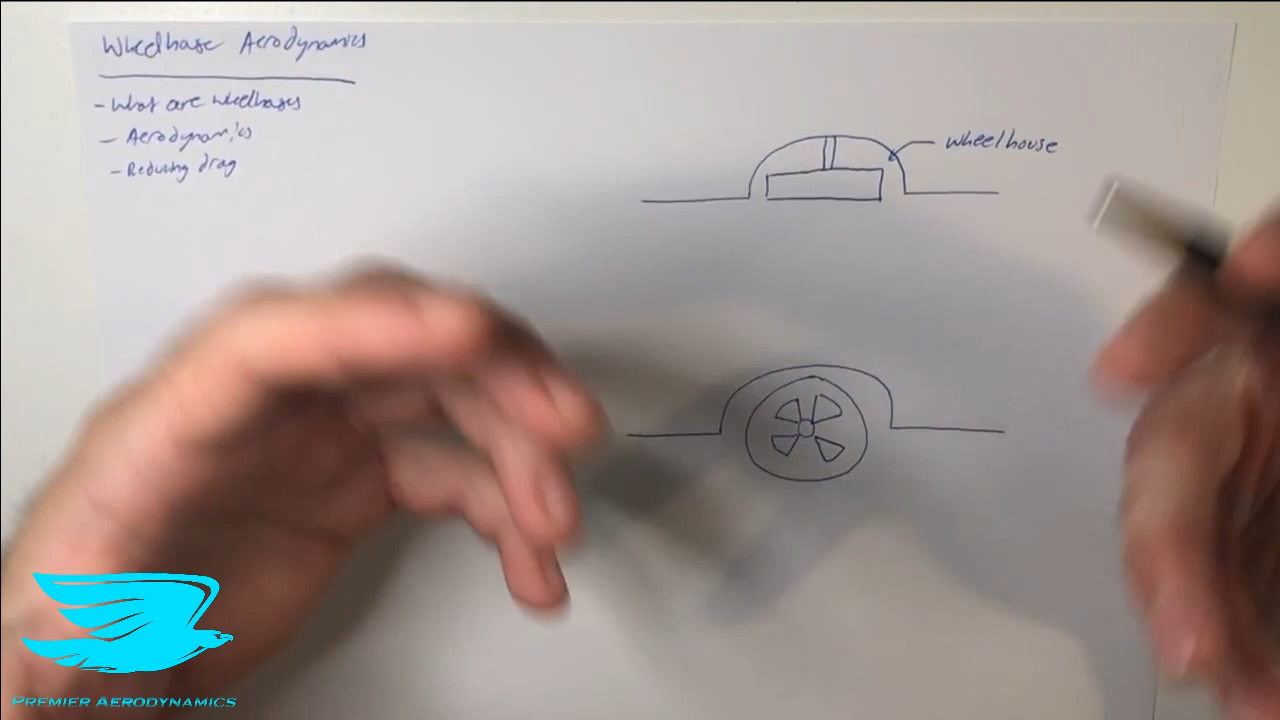 Wheelhouse Aerodynamics
- What are wheelhouses
- Aerodynamics
- Reducing drag
wheelhouse
PREMIER AERODYNAMICS